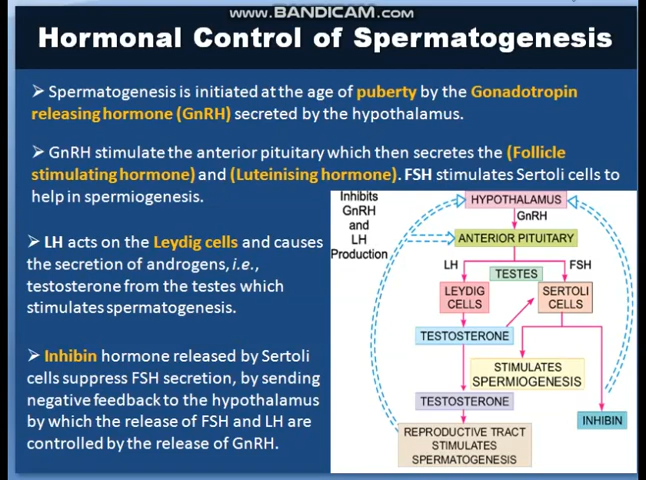 WWW.BANDICAM.COM
Hormonal Control of Spermatogenesis
➢ Spermatogenesis is initiated at the age of puberty by the Gonadotropin
releasing hormone (GnRH) secreted by the hypothalamus.
➢ GnRH stimulate the anterior pituitary which then secretes the (Follicle
stimulating hormone) and (Luteinising hormone). FSH stimulates Sertoli cells to
help in spermiogenesis.
➢ LH acts on the Leydig cells and causes
the secretion of androgens, i.e.,
testosterone from the testes which
stimulates spermatogenesis.
➢ Inhibin hormone released by Sertoli
cells suppress FSH secretion, by sending
negative feedback to the hypothalamus
by which the release of FSH and LH are
controlled by the release of GnRH.
Inhibits
GnRH
and
LH
Production
HYPOTHALAMUS
GnRH
ANTERIOR PITUITARY
LH
FSH
TESTES
LEYDIG
CELLS
SERTOLI
CELLS
TESTOSTERONE
STIMULATES
SPERMIOGENESIS
TESTOSTERONE
INHIBIN
REPRODUCTIVE TRACT
STIMULATES
SPERMATOGENESIS